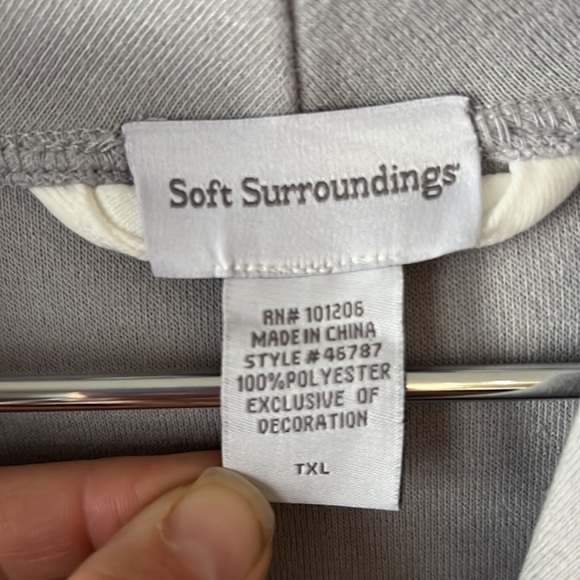 Soft Surroundings
RN# 101206
MADE IN CHINA
STYLE #46787
100%POLYESTER
EXCLUSIVE OF
DECORATION
TXL